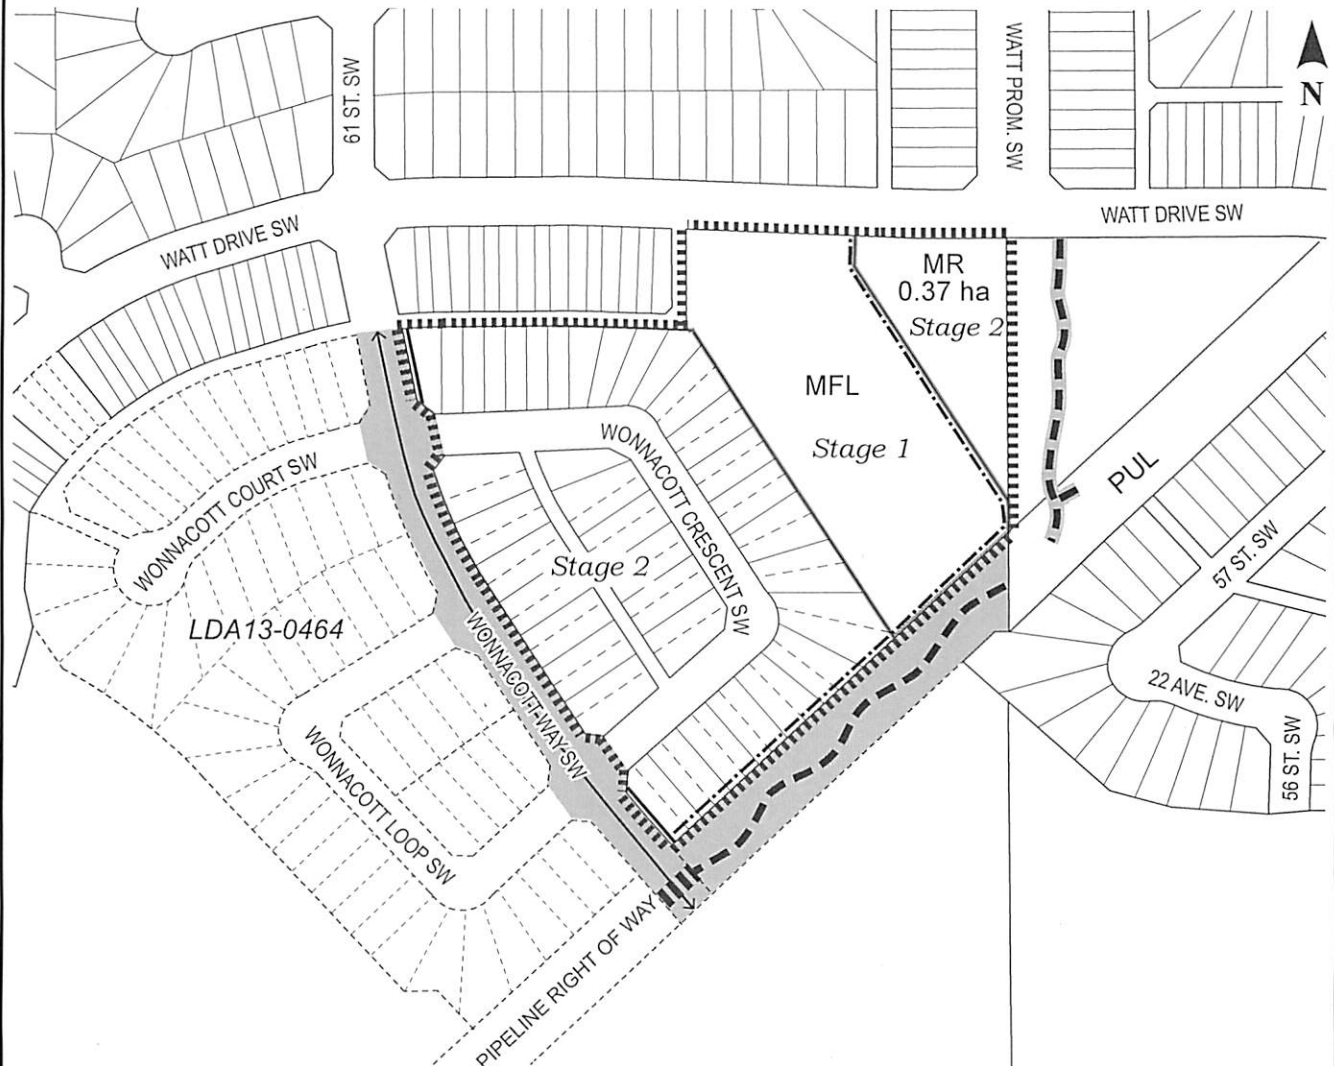 61 ST. SW
WATT PROM. SW
N
WATT DRIVE SW
WATT DRIVE SW
MR
0.37 ha
Stage 2
MFL
Stage 1
PUL
WONNACOTT COURT SW
WONNACOTT CRESCENT SW
Stage 2
57 ST. SW
LDA13-0464
WONNACOTT WAY SW
22 AVE. SW
56 ST. SW
WONNACOTT LOOP SW
PIPELINE RIGHT OF WAY